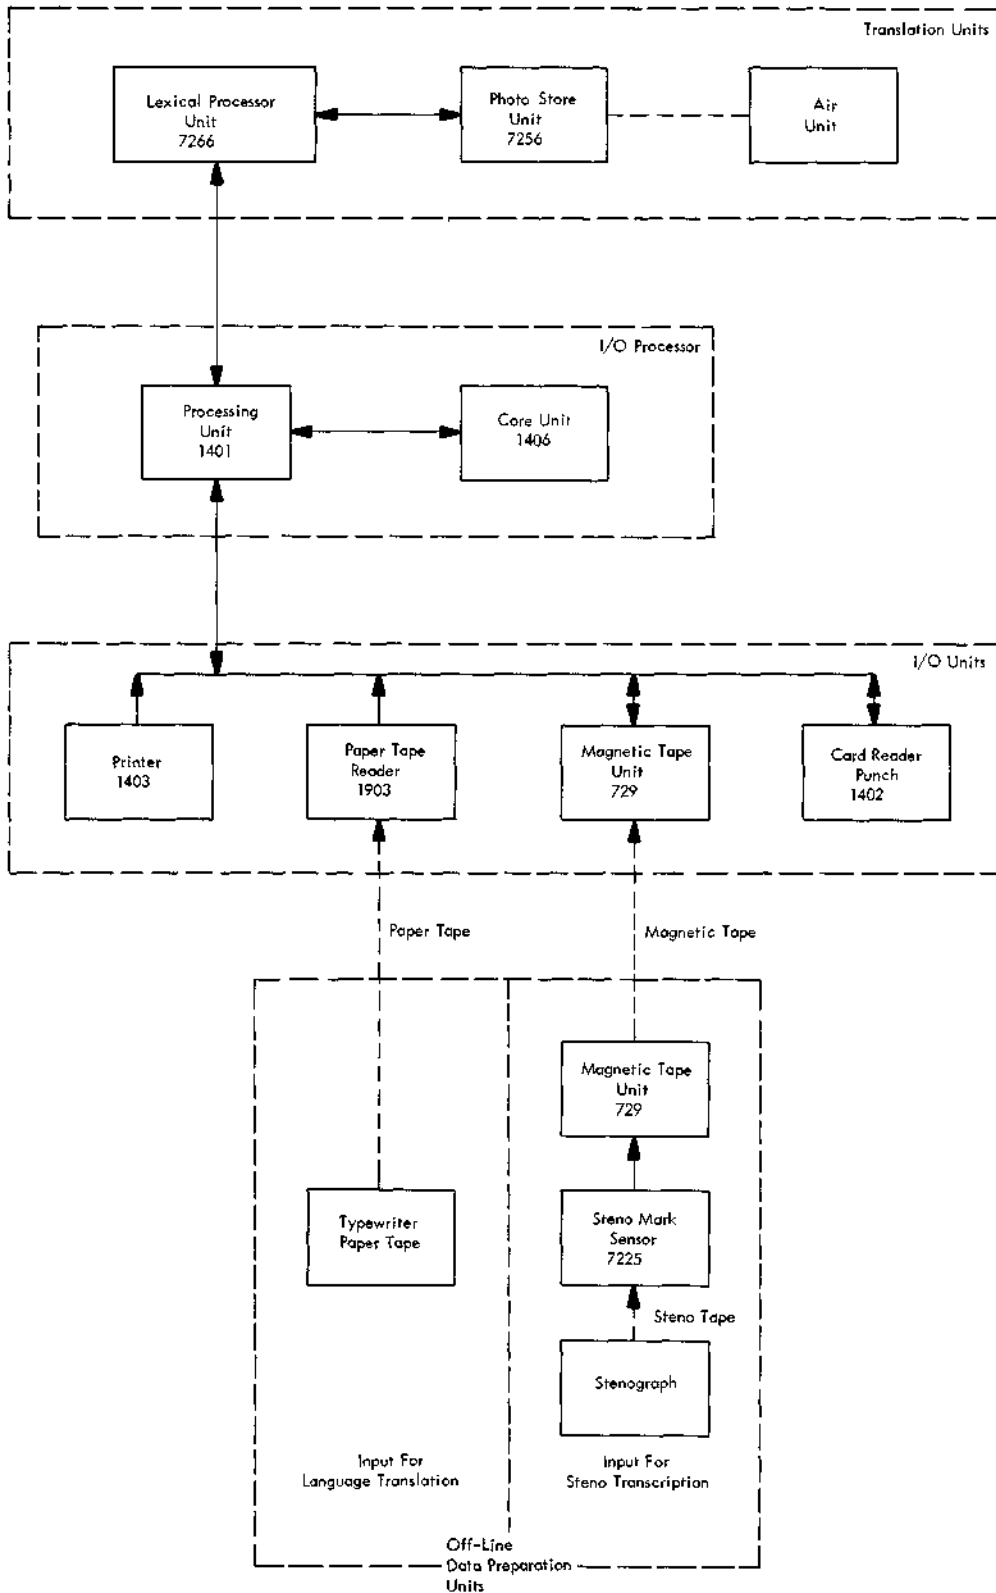 Translation Units
Lexical Processor
Unit
7266
Photo Store
Unit
7256
Air
Unit
I/O Processor
Processing
Unit
1401
Core Unit
1406
I/O Units
Printer
1403
Paper Tape
Reader
1903
Magnetic Tape
Unit
729
Card Reader
Punch
1402
Paper Tape
Magnetic Tape
Magnetic Tape
Unit
729
Typewriter
Paper Tape
Steno Mark
Sensor
7225
Steno Tape
Stenograph
Input For
Language Translation
Input For
Steno Transcription
Off-Line
Data Preparation
Units